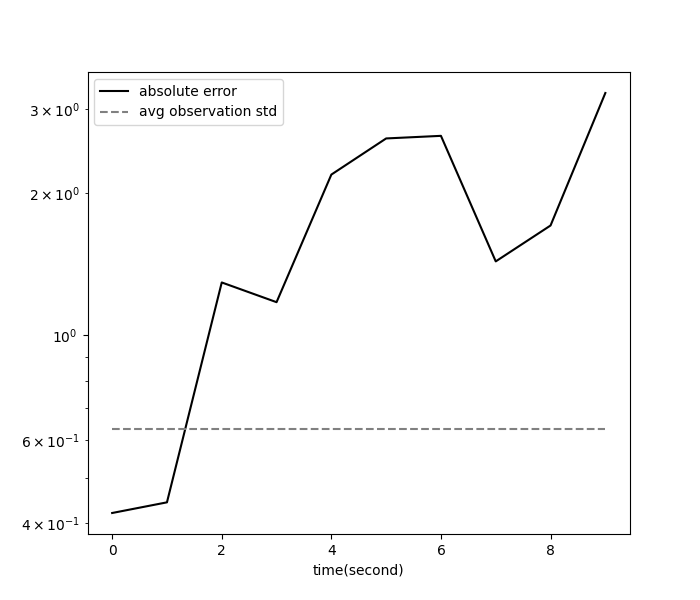 absolute error
avg observation std
3 × 10⁰
2 × 10⁰
10⁰
6 × 10⁻¹
4 × 10⁻¹
0 2 4 6 8
time(second)